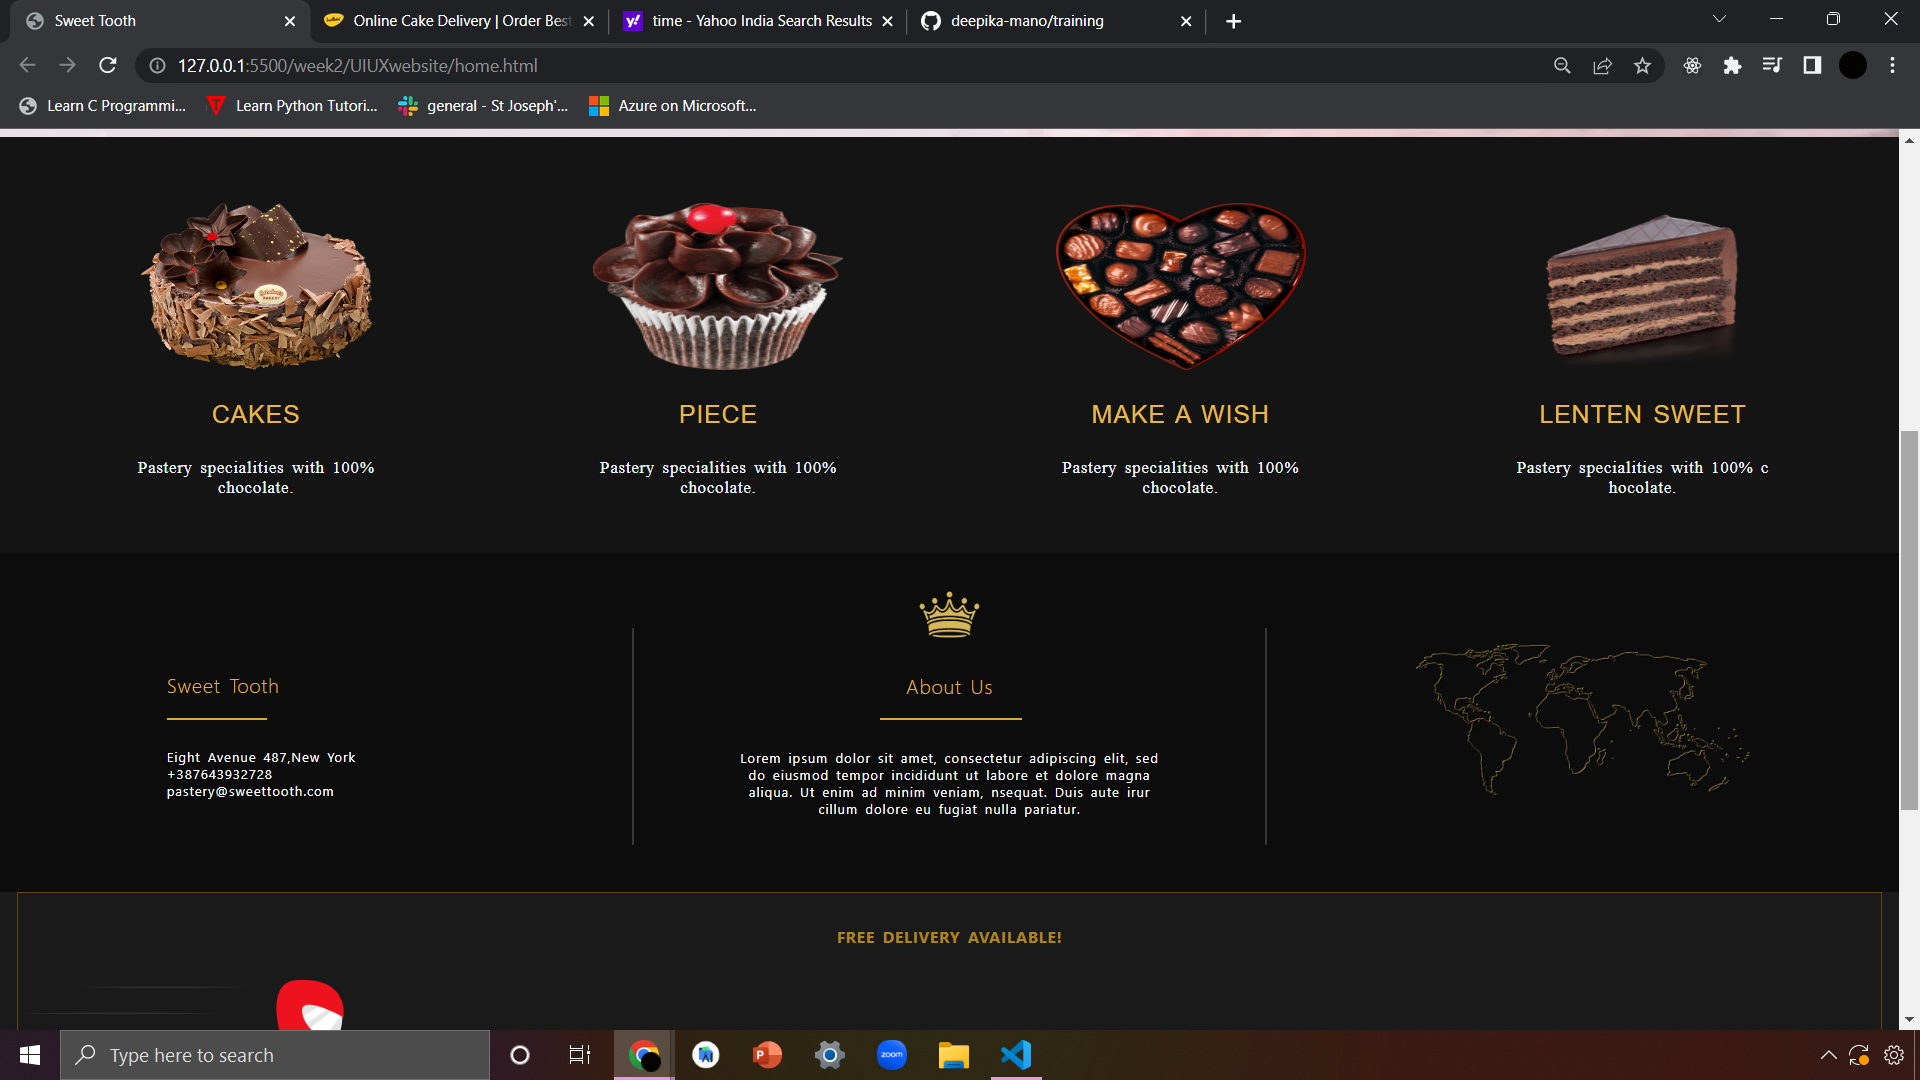 Sweet Tooth
Online Cake Delivery | Order Best
time - Yahoo India Search Results
deepika-mano/training
127.0.0.1:5500/week2/UIUXwebsite/home.html
Learn C Programmi...
Learn Python Tutori...
general - St Joseph'...
Azure on Microsoft...
CAKES
Pastery specialities with 100%
chocolate.
PIECE
Pastery specialities with 100%
chocolate.
MAKE A WISH
Pastery specialities with 100%
chocolate.
LENTEN SWEET
Pastery specialities with 100% c
hocolate.
Sweet Tooth
Eight Avenue 487,New York
+387643932728
pastery@sweettooth.com
About Us
Lorem ipsum dolor sit amet, consectetur adipiscing elit, sed
do eiusmod tempor incididunt ut labore et dolore magna
aliqua. Ut enim ad minim veniam, nsequat. Duis aute irur
cillum dolore eu fugiat nulla pariatur.
FREE DELIVERY AVAILABLE!
Type here to search
zoom